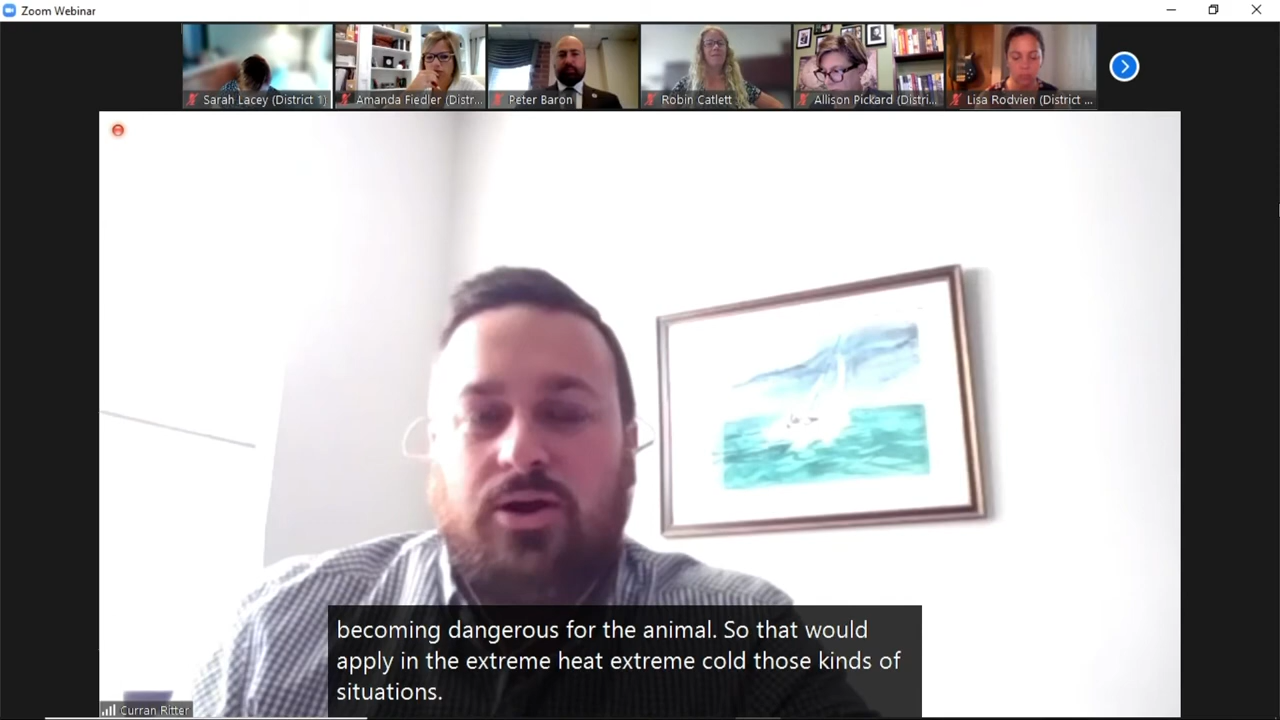 Zoom Webinar
Sarah Lacey (District 1)
Amanda Fiedler (Distr...
Peter Baron
Robin Catlett
Allison Pickard (Distri...
Lisa Rodvien (District ...
becoming dangerous for the animal. So that would
apply in the extreme heat extreme cold those kinds of
situations.
Curran Ritter